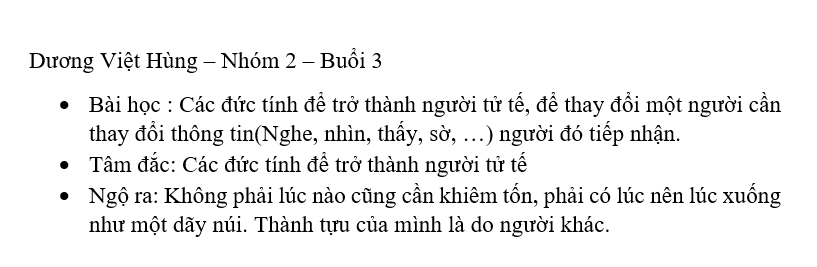 Dương Việt Hùng – Nhóm 2 – Buổi 3
• Bài học : Các đức tính để trở thành người tử tế, để thay đổi một người cần
thay đổi thông tin(Nghe, nhìn, thấy, sờ, …) người đó tiếp nhận.
• Tâm đắc: Các đức tính để trở thành người tử tế
• Ngộ ra: Không phải lúc nào cũng cần khiêm tốn, phải có lúc nên lúc xuống
như một dãy núi. Thành tựu của mình là do người khác.